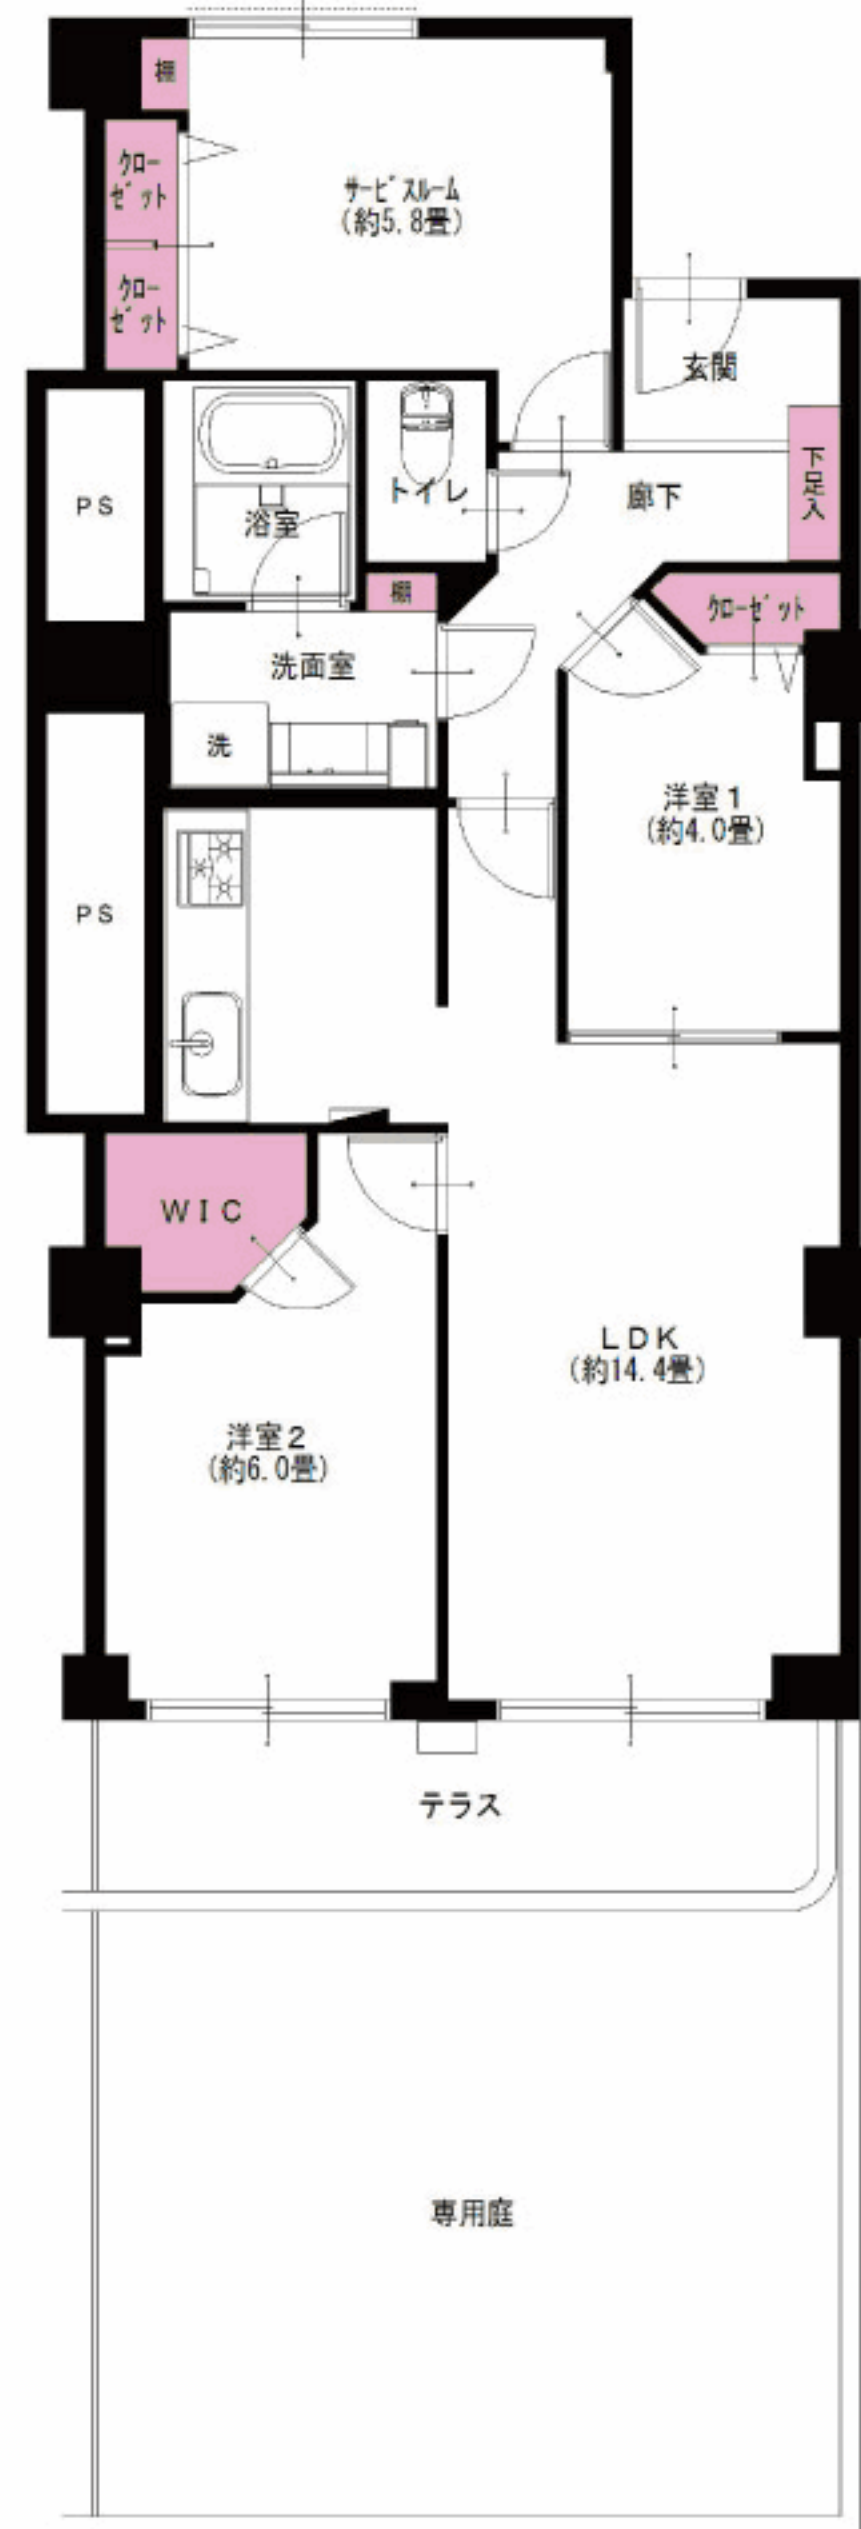 棚
ｸﾛｰ
ｾﾞｯﾄ
ｸﾛｰ
ｾﾞｯﾄ
ｻｰﾋﾞｽﾙｰﾑ
(約5.8畳)
玄関
下足入
廊下
トイレ
浴室
PS
棚
ｸﾛｰｾﾞｯﾄ
洗面室
洗
洋室1
(約4.0畳)
PS
WIC
LDK
(約14.4畳)
洋室2
(約6.0畳)
テラス
専用庭